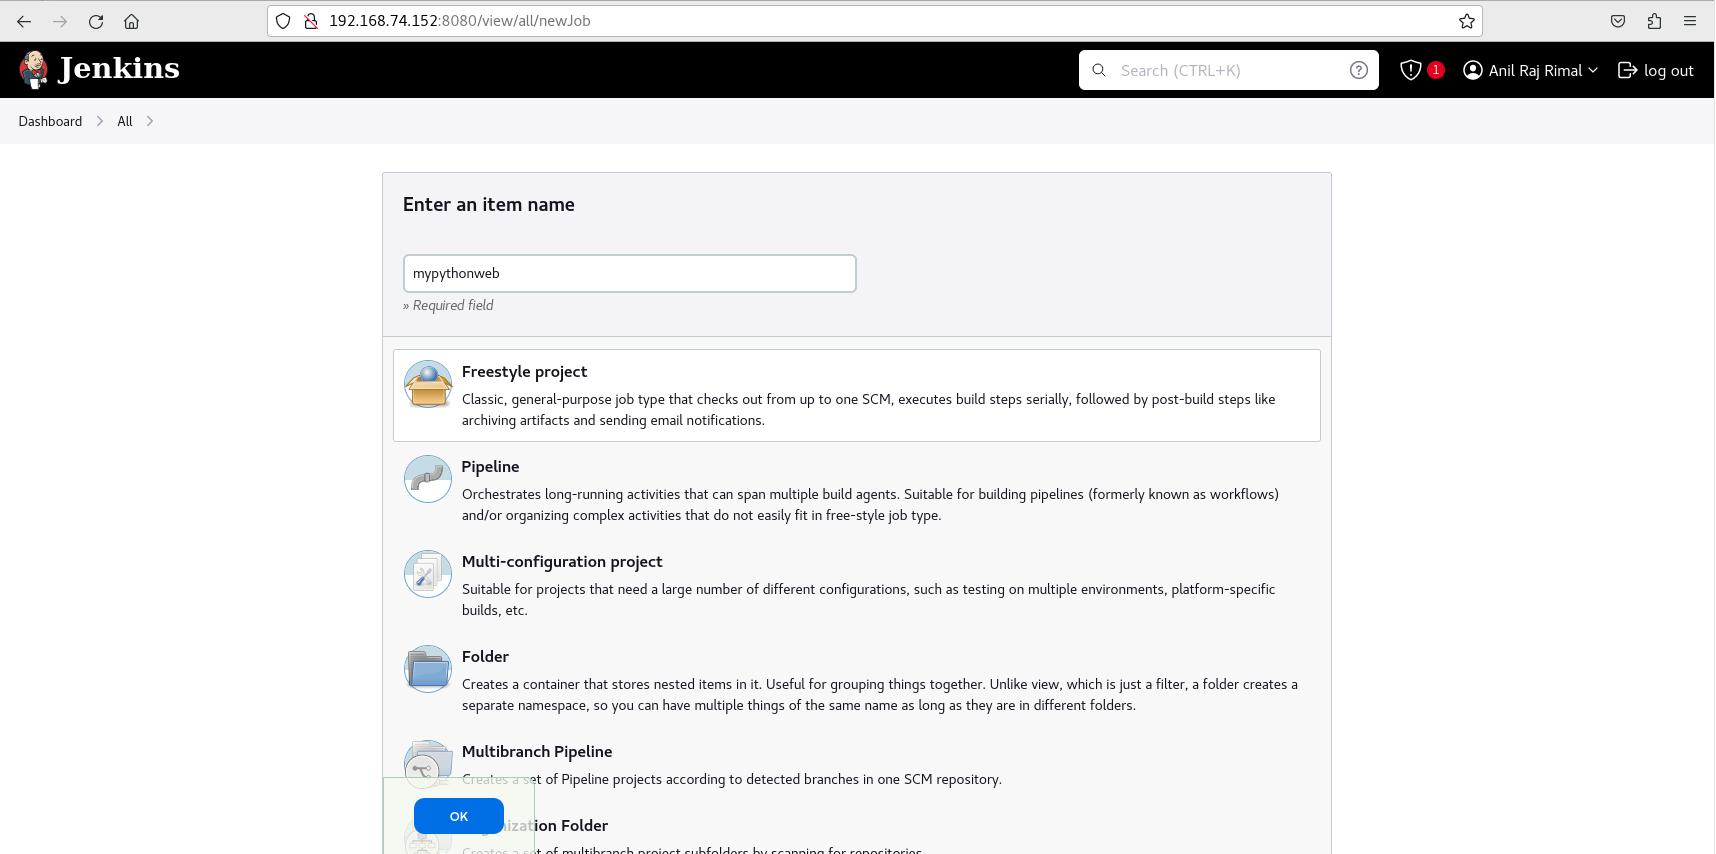 192.168.74.152:8080/view/all/newJob
Jenkins
Search (CTRL+K)
1
Anil Raj Rimal
log out
Dashboard
All
Enter an item name
mypythonweb
» Required field
Freestyle project
Classic, general-purpose job type that checks out from up to one SCM, executes build steps serially, followed by post-build steps like
archiving artifacts and sending email notifications.
Pipeline
Orchestrates long-running activities that can span multiple build agents. Suitable for building pipelines (formerly known as workflows)
and/or organizing complex activities that do not easily fit in free-style job type.
Multi-configuration project
Suitable for projects that need a large number of different configurations, such as testing on multiple environments, platform-specific
builds, etc.
Folder
Creates a container that stores nested items in it. Useful for grouping things together. Unlike view, which is just a filter, a folder creates a
separate namespace, so you can have multiple things of the same name as long as they are in different folders.
Multibranch Pipeline
Creates a set of Pipeline projects according to detected branches in one SCM repository.
OK
Folder
Creates a set of multibranch project subfolders by scanning for repositories.